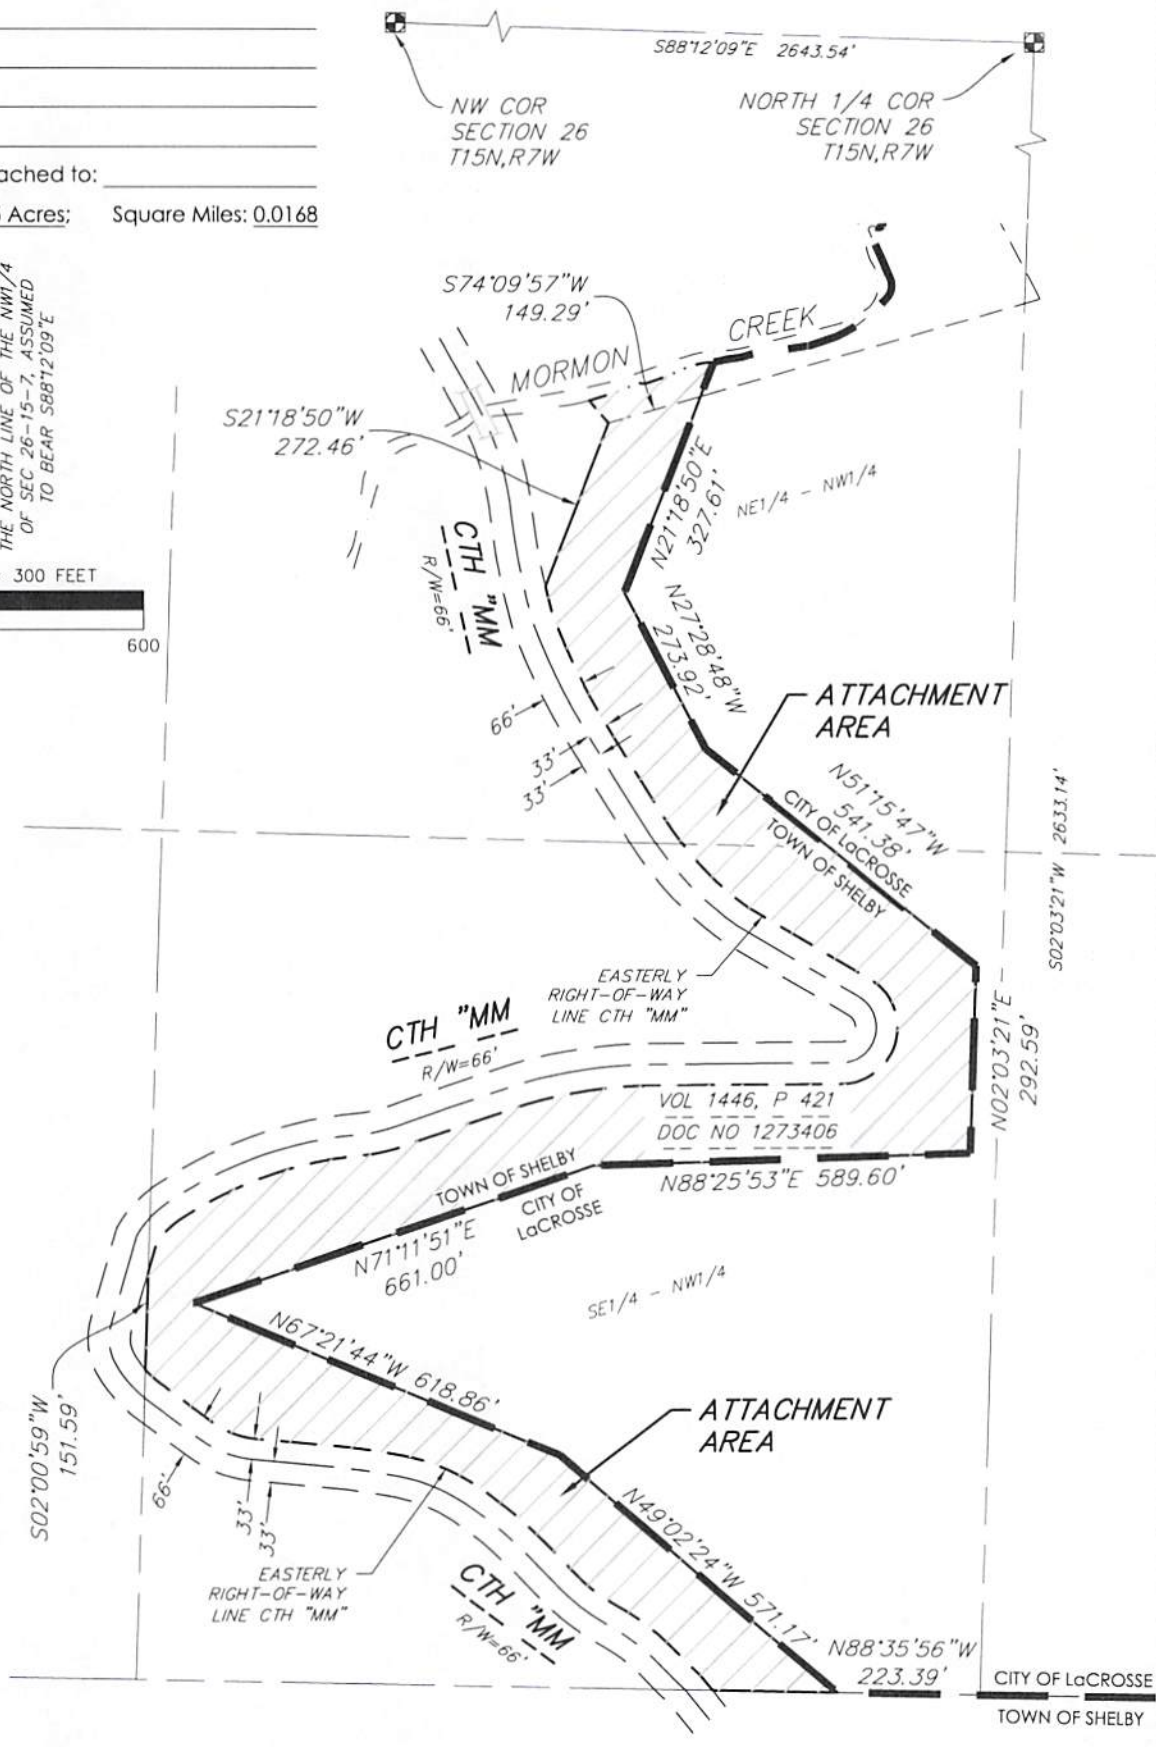 S88°12'09"E 2643.54'
NW COR
SECTION 26
T15N,R7W
NORTH 1/4 COR
SECTION 26
T15N,R7W
ached to:
Acres; Square Miles: 0.0168
THE NORTH LINE OF THE NW1/4
OF SEC 26-15-7, ASSUMED
TO BEAR S88°12'09"E
300 FEET
600
S74°09'57"W
149.29'
MORMON CREEK
S21°18'50"W
272.46'
N21°18'50"E
327.61'
NE1/4 - NW1/4
CTH "MM
R/W=66'
N27°28'48"W
273.92'
66'
33'
33'
ATTACHMENT
AREA
N51°15'47"W
541.38'
CITY OF LaCROSSE
TOWN OF SHELBY
S02°03'21"W 2633.14'
EASTERLY
RIGHT-OF-WAY
LINE CTH "MM"
CTH "MM
R/W=66'
N02°03'21"E
292.59'
VOL 1446, P 421
DOC NO 1273406
N88°25'53"E 589.60'
TOWN OF SHELBY
CITY OF
LaCROSSE
N71°11'51"E
661.00'
SE1/4 - NW1/4
N67°21'44"W 618.86'
S02°00'59"W
151.59'
ATTACHMENT
AREA
66'
33'
33'
N49°02'24"W 571.17'
EASTERLY
RIGHT-OF-WAY
LINE CTH "MM"
CTH "MM
R/W=66'
N88°35'56"W
223.39'
CITY OF LaCROSSE
TOWN OF SHELBY